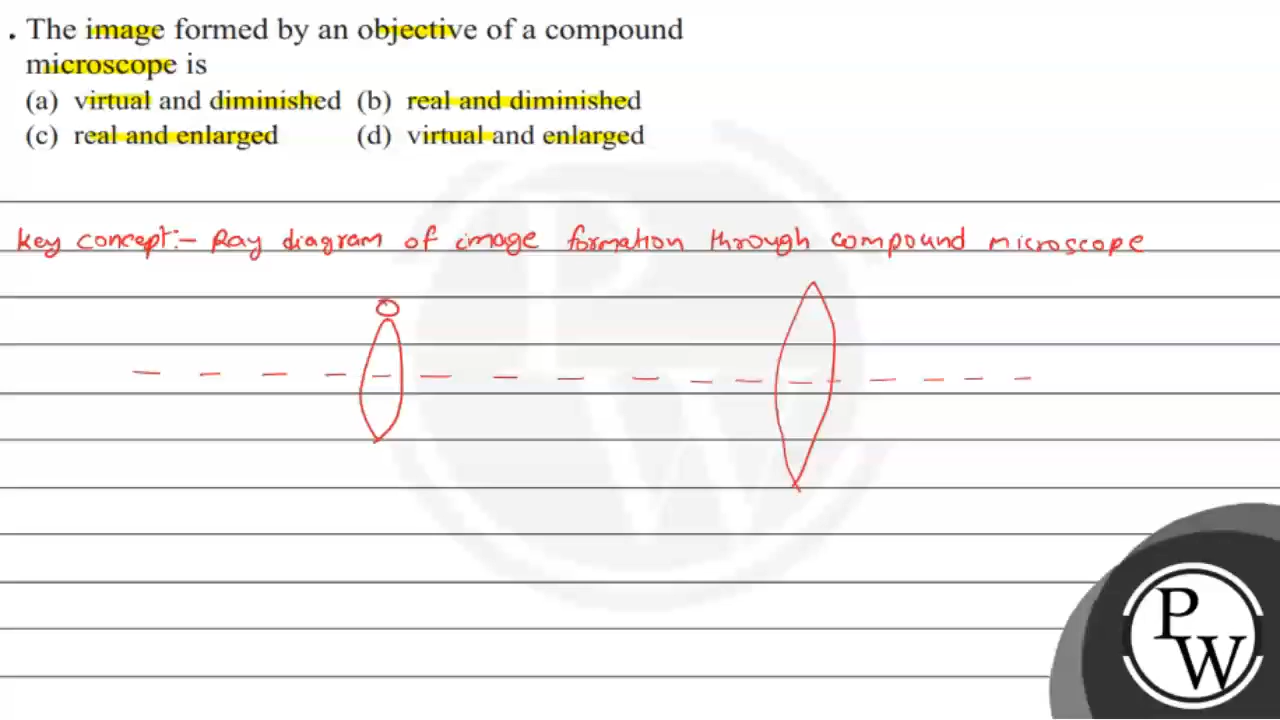 . The image formed by an objective of a compound
microscope is
(a) virtual and diminished (b) real and diminished
(c) real and enlarged (d) virtual and enlarged
Key concept:- Ray diagram of image formation through compound microscope
O
P
W
P
W